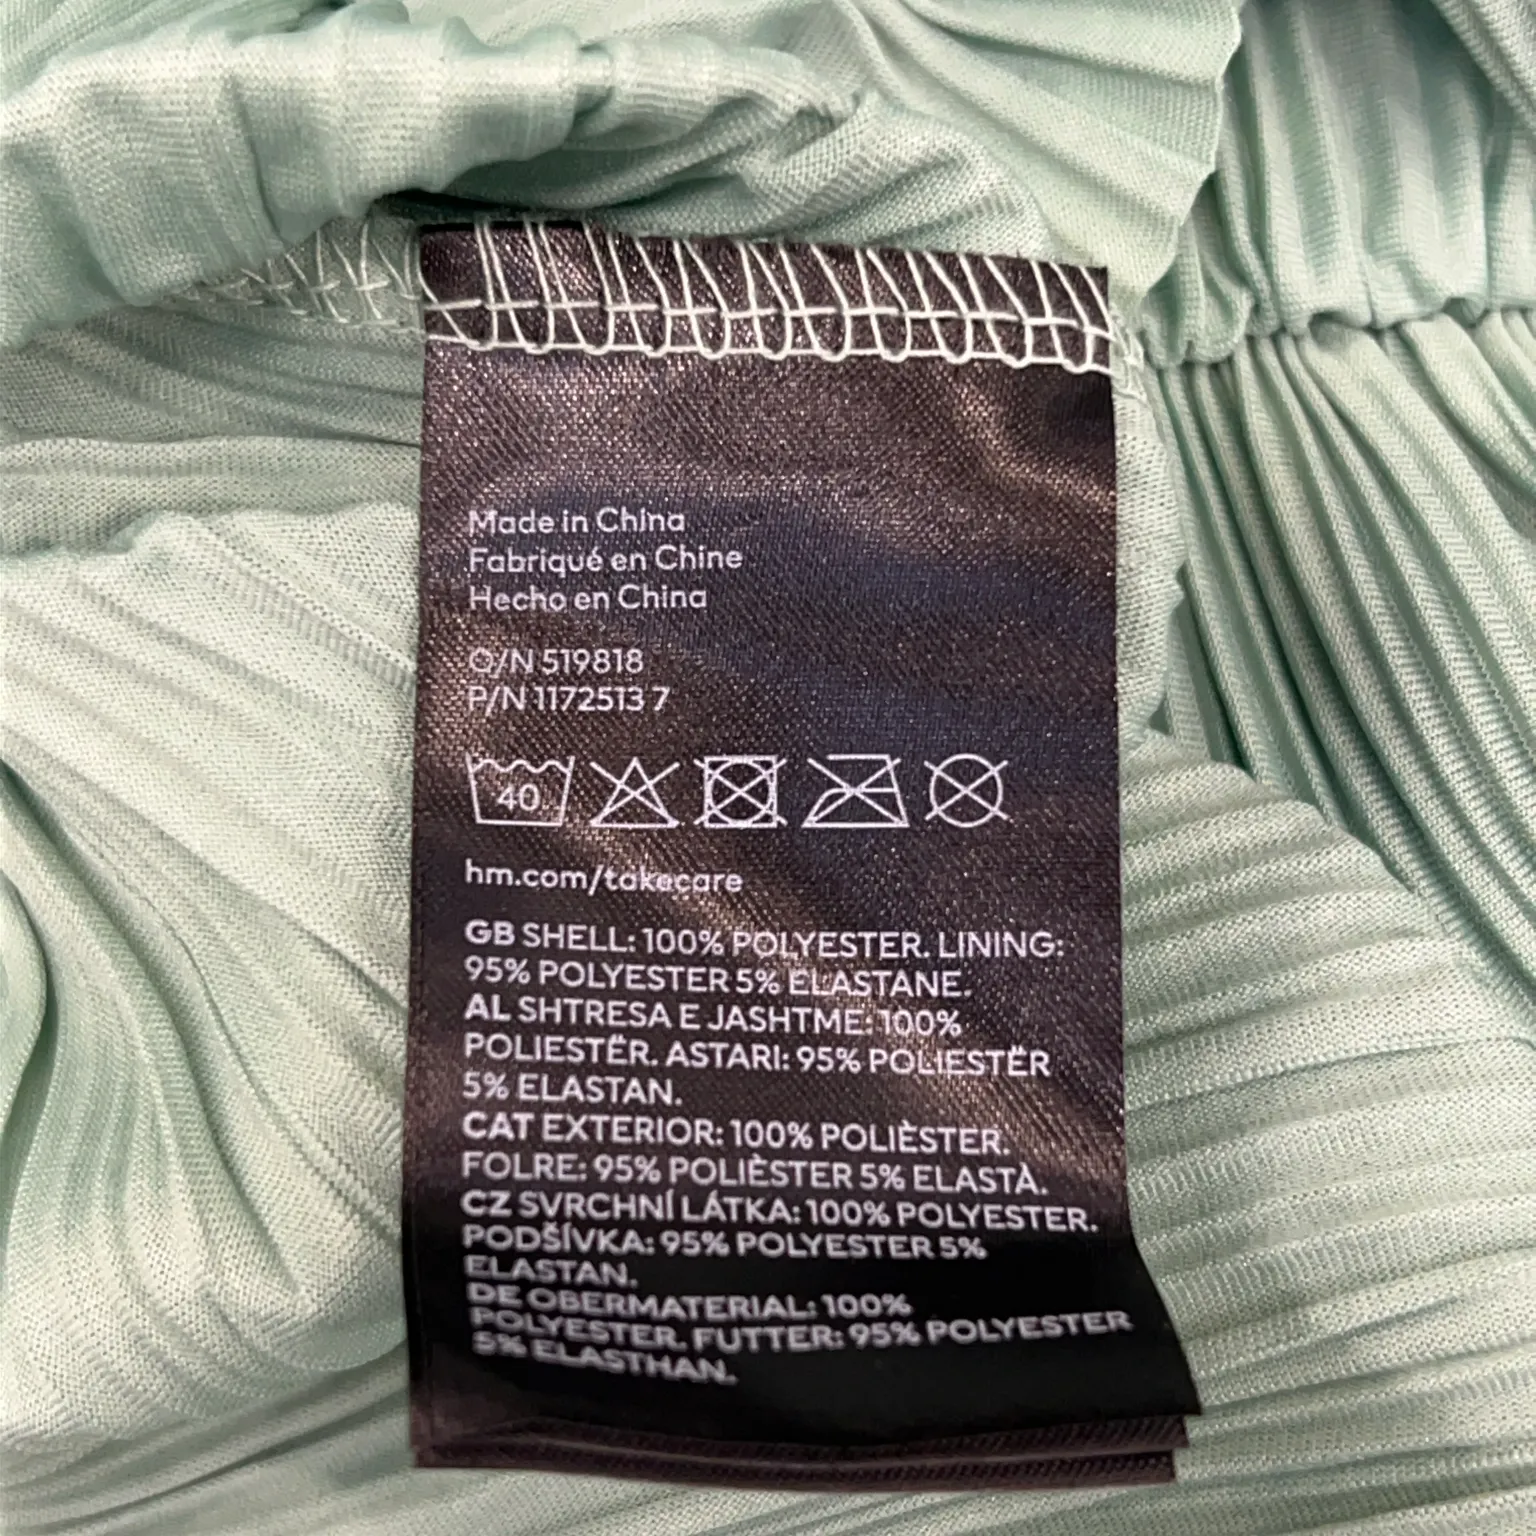 Made in China
Fabriqué en Chine
Hecho en China
O/N 519818
P/N 1172513 7
40
hm.com/takecare
GB SHELL: 100% POLYESTER. LINING:
95% POLYESTER 5% ELASTANE.
AL SHTRESA E JASHTME: 100%
POLIESTËR. ASTARI: 95% POLIESTËR
5% ELASTAN.
CAT EXTERIOR: 100% POLIÈSTER.
FOLRE: 95% POLIÈSTER 5% ELASTÀ.
CZ SVRCHNÍ LÁTKA: 100% POLYESTER.
PODŠÍVKA: 95% POLYESTER 5%
ELASTAN.
DE OBERMATERIAL: 100%
POLYESTER. FUTTER: 95% POLYESTER
5% ELASTHAN.